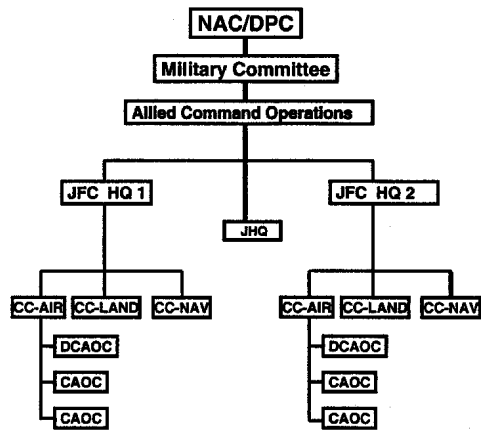 NAC/DPC
Military Committee
Allied Command Operations
JFC HQ 1
JFC HQ 2
JHQ
CC-AIR
CC-LAND
CC-NAV
CC-AIR
CC-LAND
CC-NAV
DCAOC
DCAOC
CAOC
CAOC
CAOC
CAOC